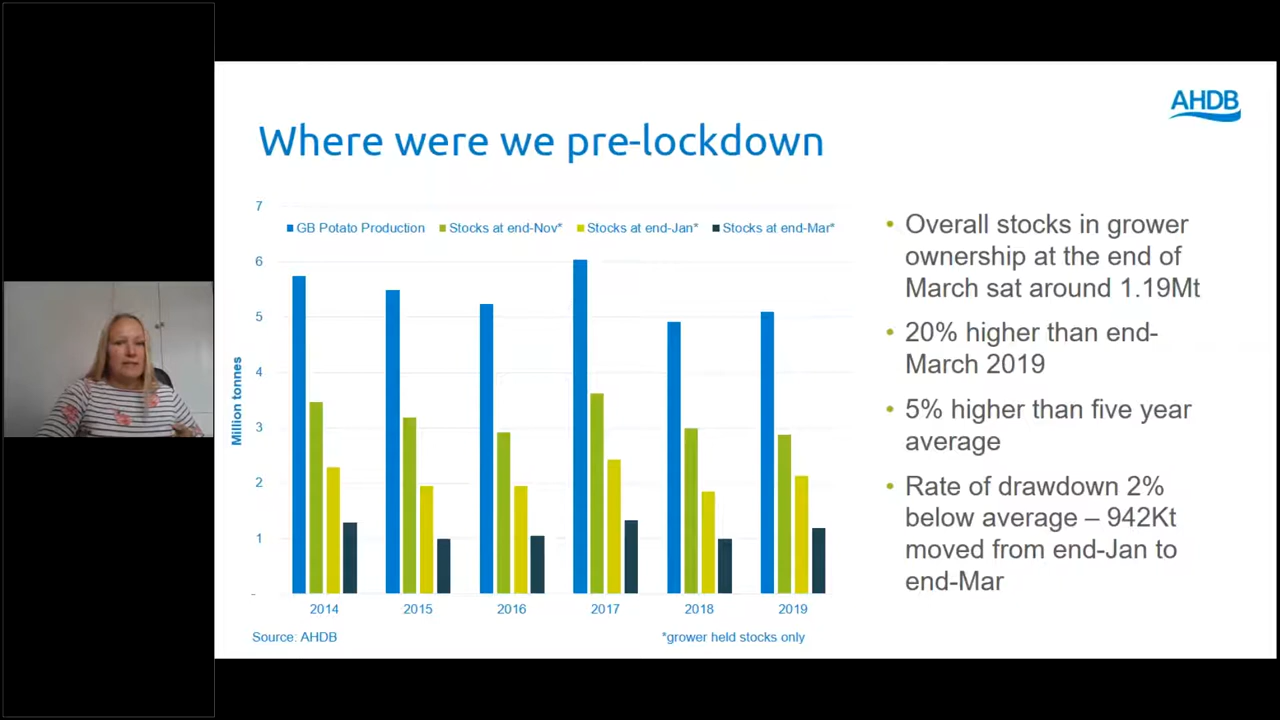 AHDB
Where were we pre-lockdown
7
GB Potato Production Stocks at end-Nov* Stocks at end-Jan* Stocks at end-Mar*
6
5
4
3
2
1
-
Million tonnes
2014 2015 2016 2017 2018 2019
Source: AHDB
*grower held stocks only
• Overall stocks in grower
ownership at the end of
March sat around 1.19Mt
• 20% higher than end-
March 2019
• 5% higher than five year
average
• Rate of drawdown 2%
below average – 942Kt
moved from end-Jan to
end-Mar